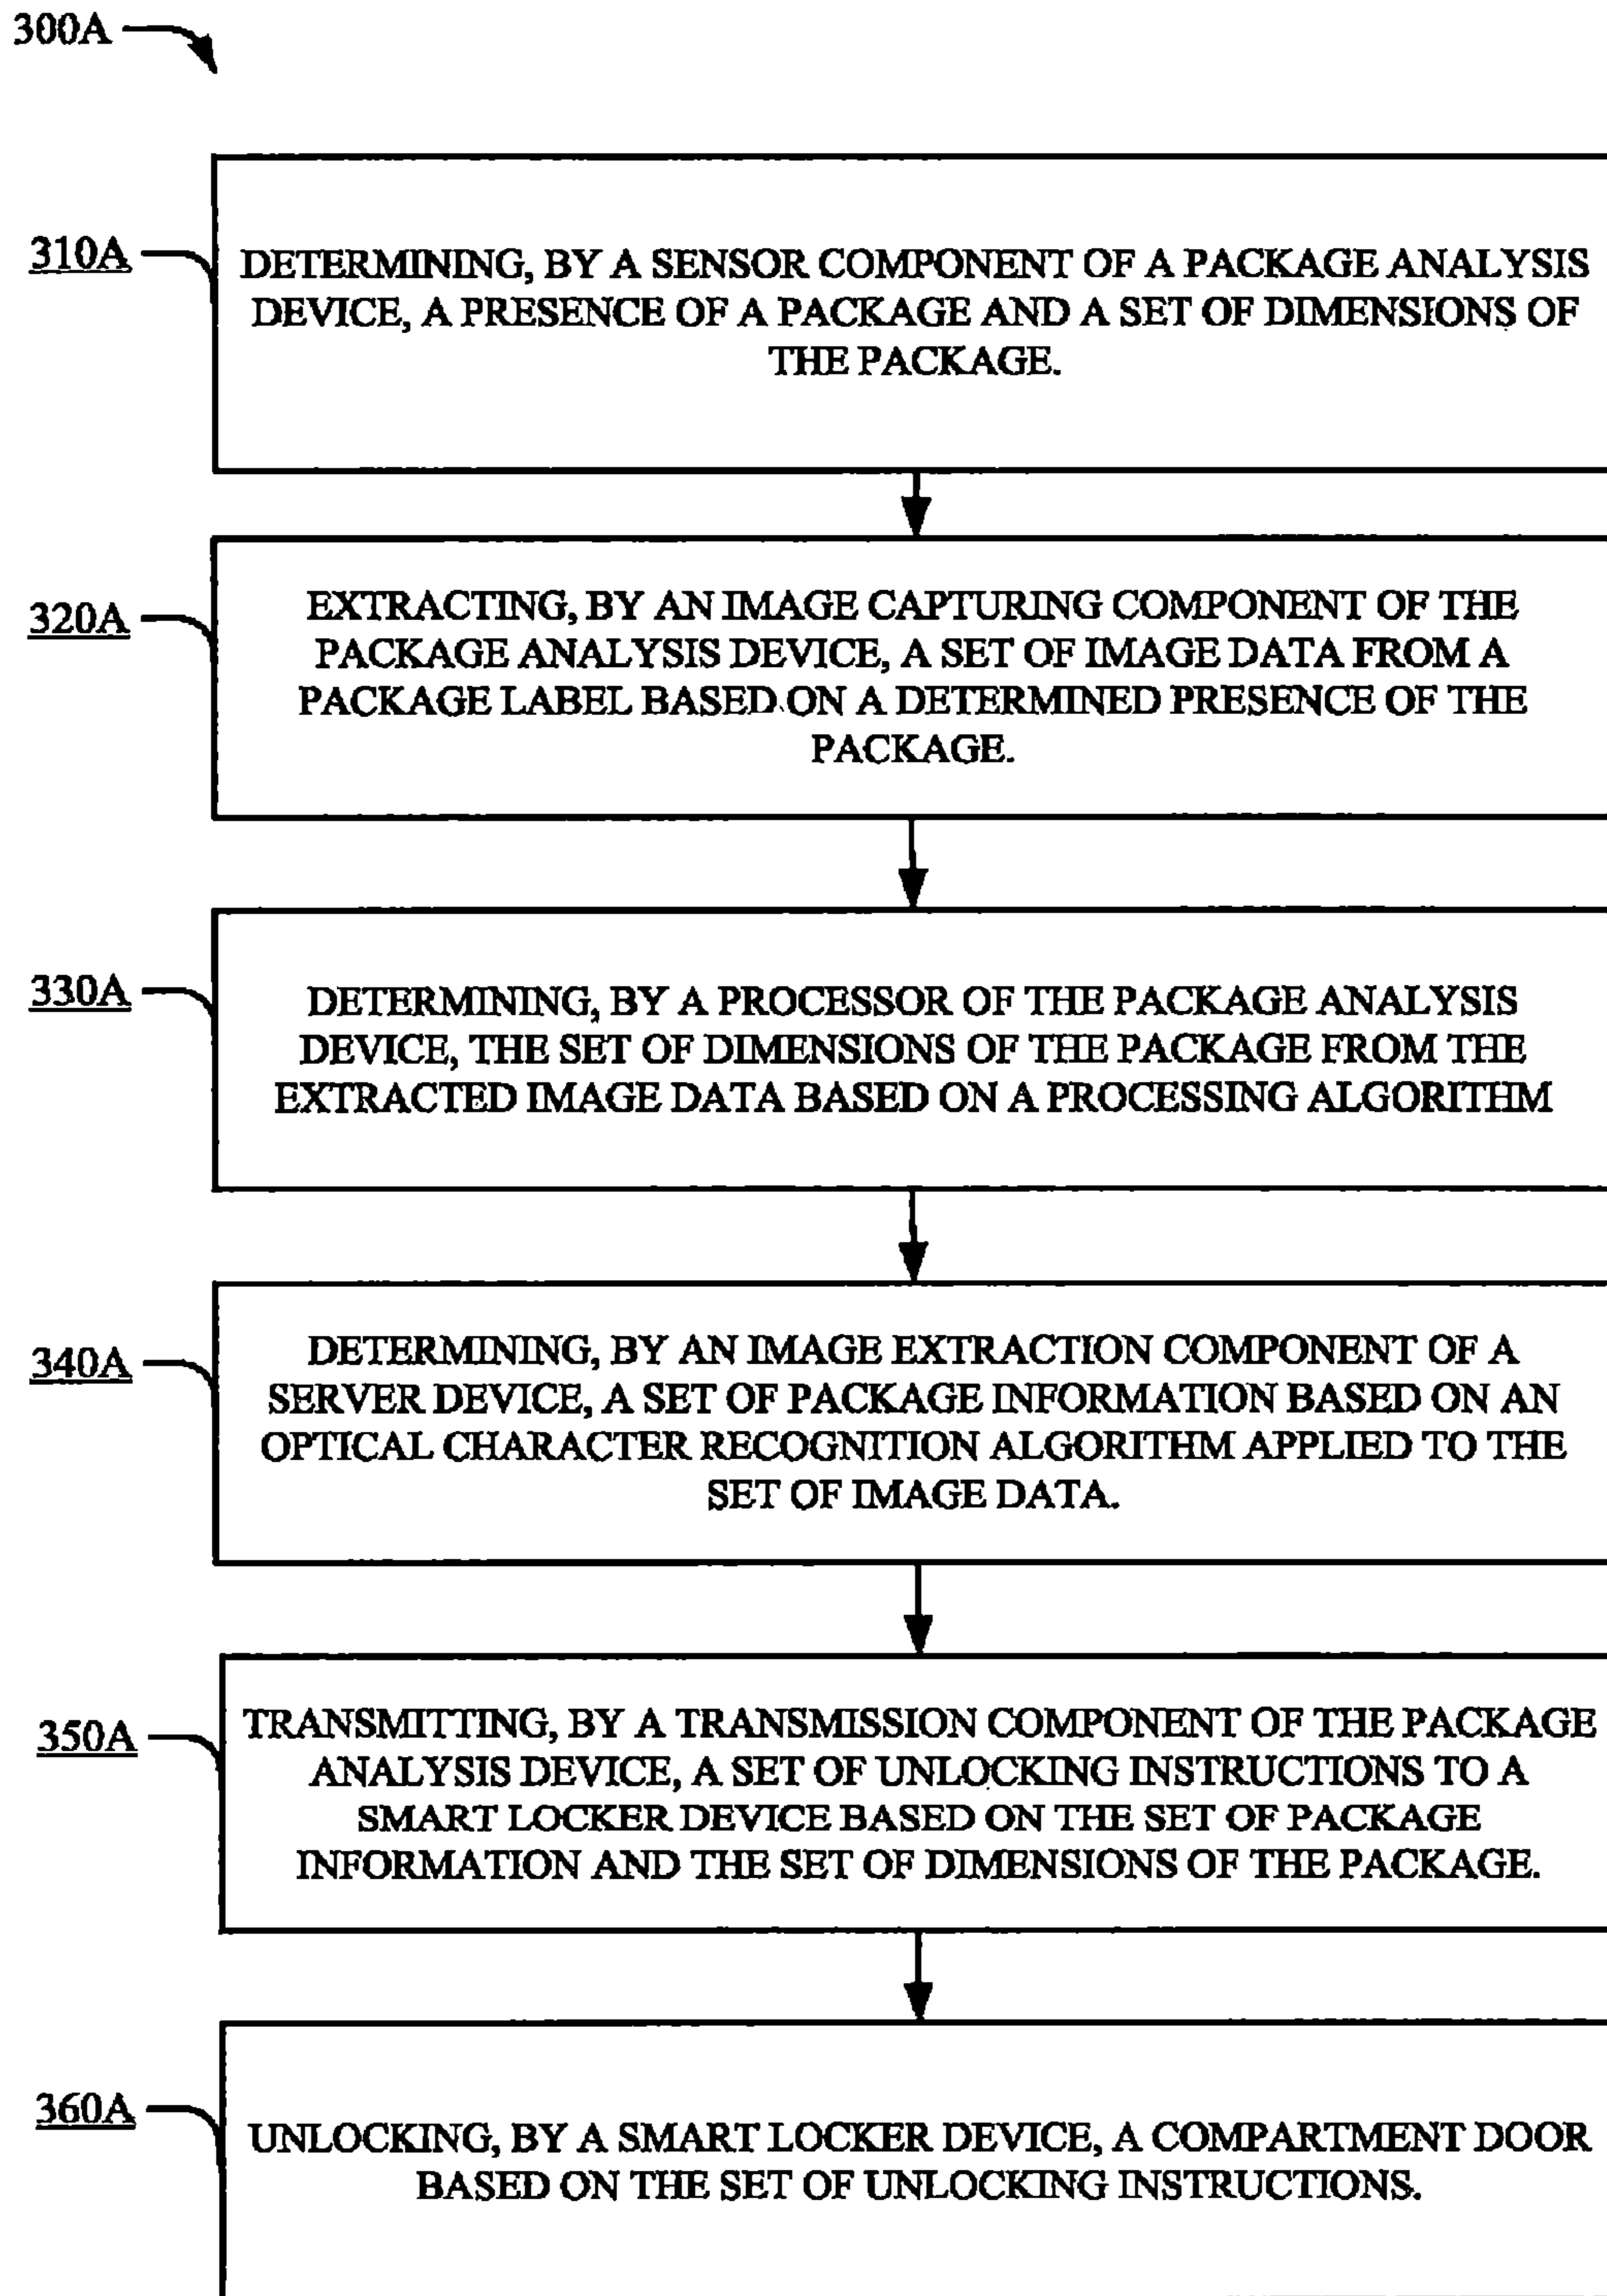 300A
310A
DETERMINING, BY A SENSOR COMPONENT OF A PACKAGE ANALYSIS
DEVICE, A PRESENCE OF A PACKAGE AND A SET OF DIMENSIONS OF
THE PACKAGE.
320A
EXTRACTING, BY AN IMAGE CAPTURING COMPONENT OF THE
PACKAGE ANALYSIS DEVICE, A SET OF IMAGE DATA FROM A
PACKAGE LABEL BASED ON A DETERMINED PRESENCE OF THE
PACKAGE.
330A
DETERMINING, BY A PROCESSOR OF THE PACKAGE ANALYSIS
DEVICE, THE SET OF DIMENSIONS OF THE PACKAGE FROM THE
EXTRACTED IMAGE DATA BASED ON A PROCESSING ALGORITHM
340A
DETERMINING, BY AN IMAGE EXTRACTION COMPONENT OF A
SERVER DEVICE, A SET OF PACKAGE INFORMATION BASED ON AN
OPTICAL CHARACTER RECOGNITION ALGORITHM APPLIED TO THE
SET OF IMAGE DATA.
350A
TRANSMITTING, BY A TRANSMISSION COMPONENT OF THE PACKAGE
ANALYSIS DEVICE, A SET OF UNLOCKING INSTRUCTIONS TO A
SMART LOCKER DEVICE BASED ON THE SET OF PACKAGE
INFORMATION AND THE SET OF DIMENSIONS OF THE PACKAGE.
360A
UNLOCKING, BY A SMART LOCKER DEVICE, A COMPARTMENT DOOR
BASED ON THE SET OF UNLOCKING INSTRUCTIONS.